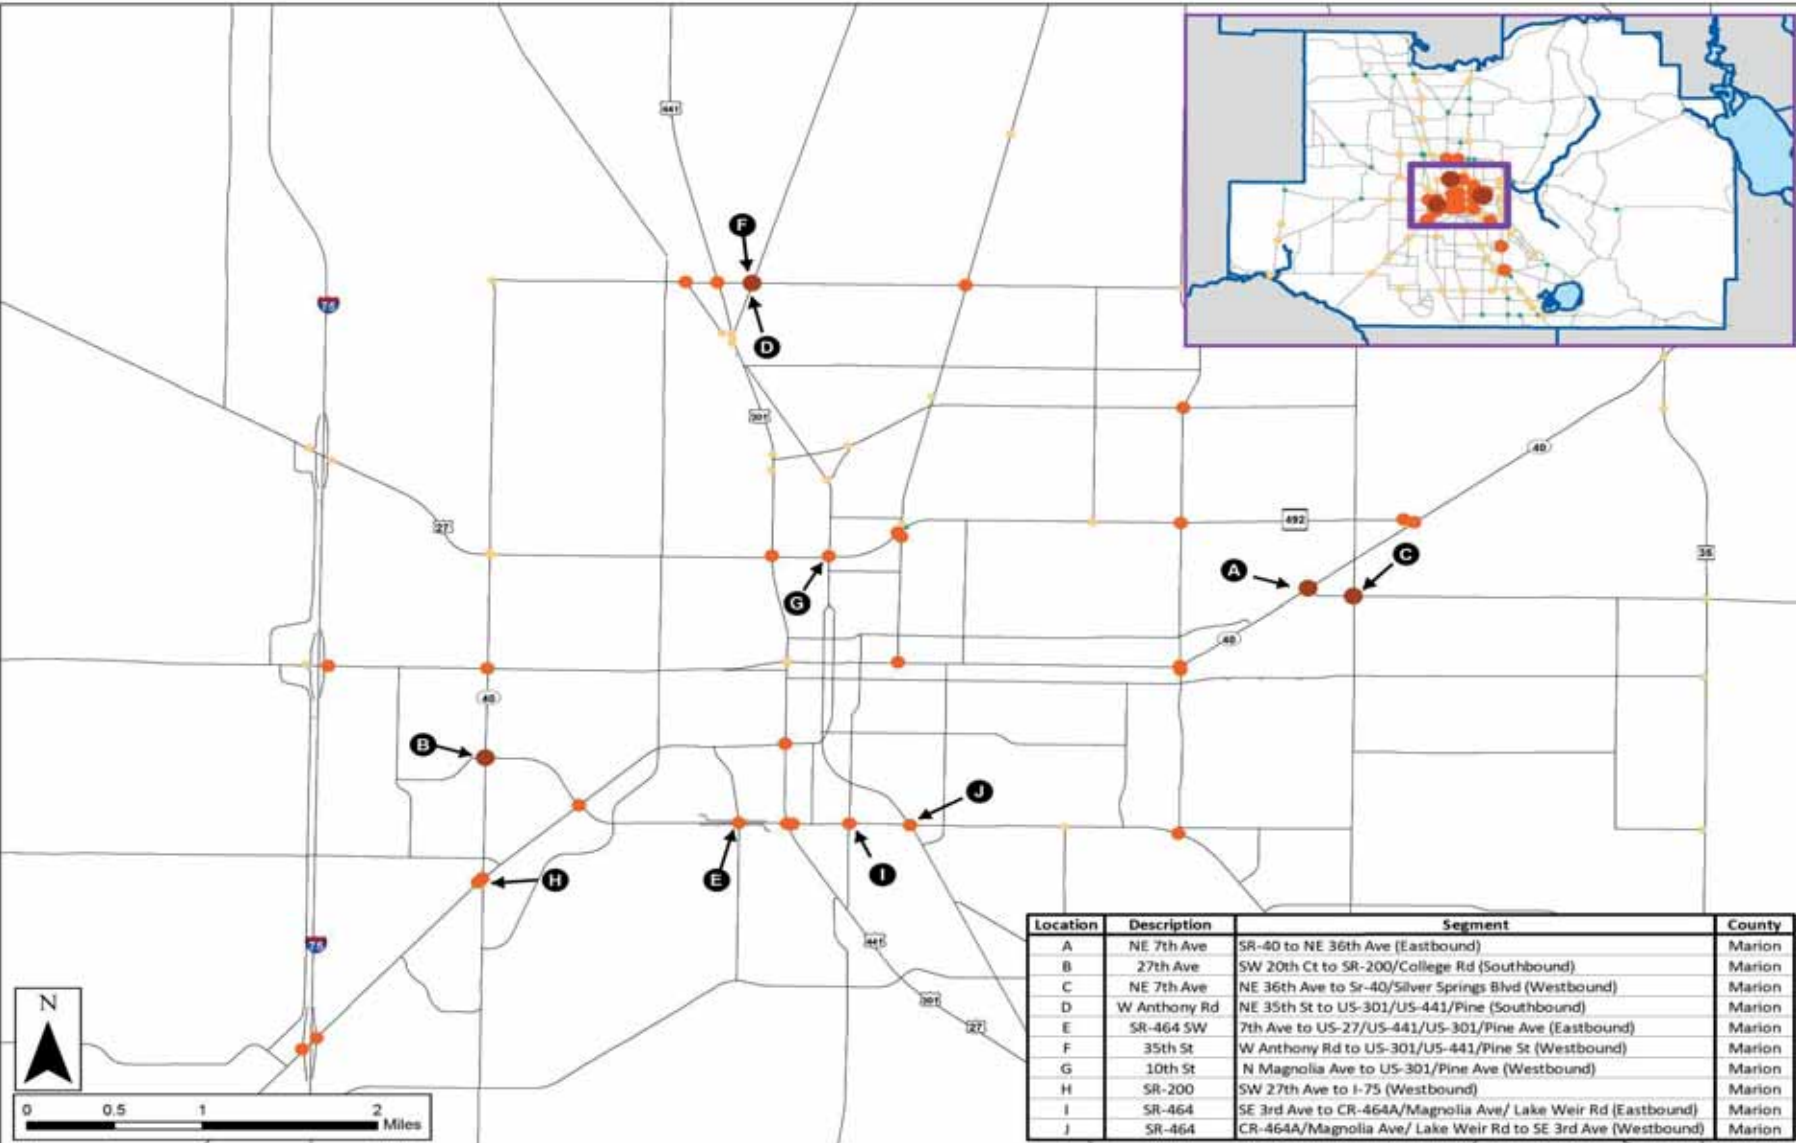 441
F
75
D
301
40
27
492
35
C
A
G
40
40
B
J
E
I
H
441
75
301
27
N
0 0.5 1 2
Miles
Location Description Segment County
A NE 7th Ave SR-40 to NE 36th Ave (Eastbound) Marion
B 27th Ave SW 20th Ct to SR-200/College Rd (Southbound) Marion
C NE 7th Ave NE 36th Ave to Sr-40/Silver Springs Blvd (Westbound) Marion
D W Anthony Rd NE 35th St to US-301/US-441/Pine (Southbound) Marion
E SR-464 SW 7th Ave to US-27/US-441/US-301/Pine Ave (Eastbound) Marion
F 35th St W Anthony Rd to US-301/US-441/Pine St (Westbound) Marion
G 10th St N Magnolia Ave to US-301/Pine Ave (Westbound) Marion
H SR-200 SW 27th Ave to I-75 (Westbound) Marion
I SR-464 SE 3rd Ave to CR-464A/Magnolia Ave/ Lake Weir Rd (Eastbound) Marion
J SR-464 CR-464A/Magnolia Ave/ Lake Weir Rd to SE 3rd Ave (Westbound) Marion